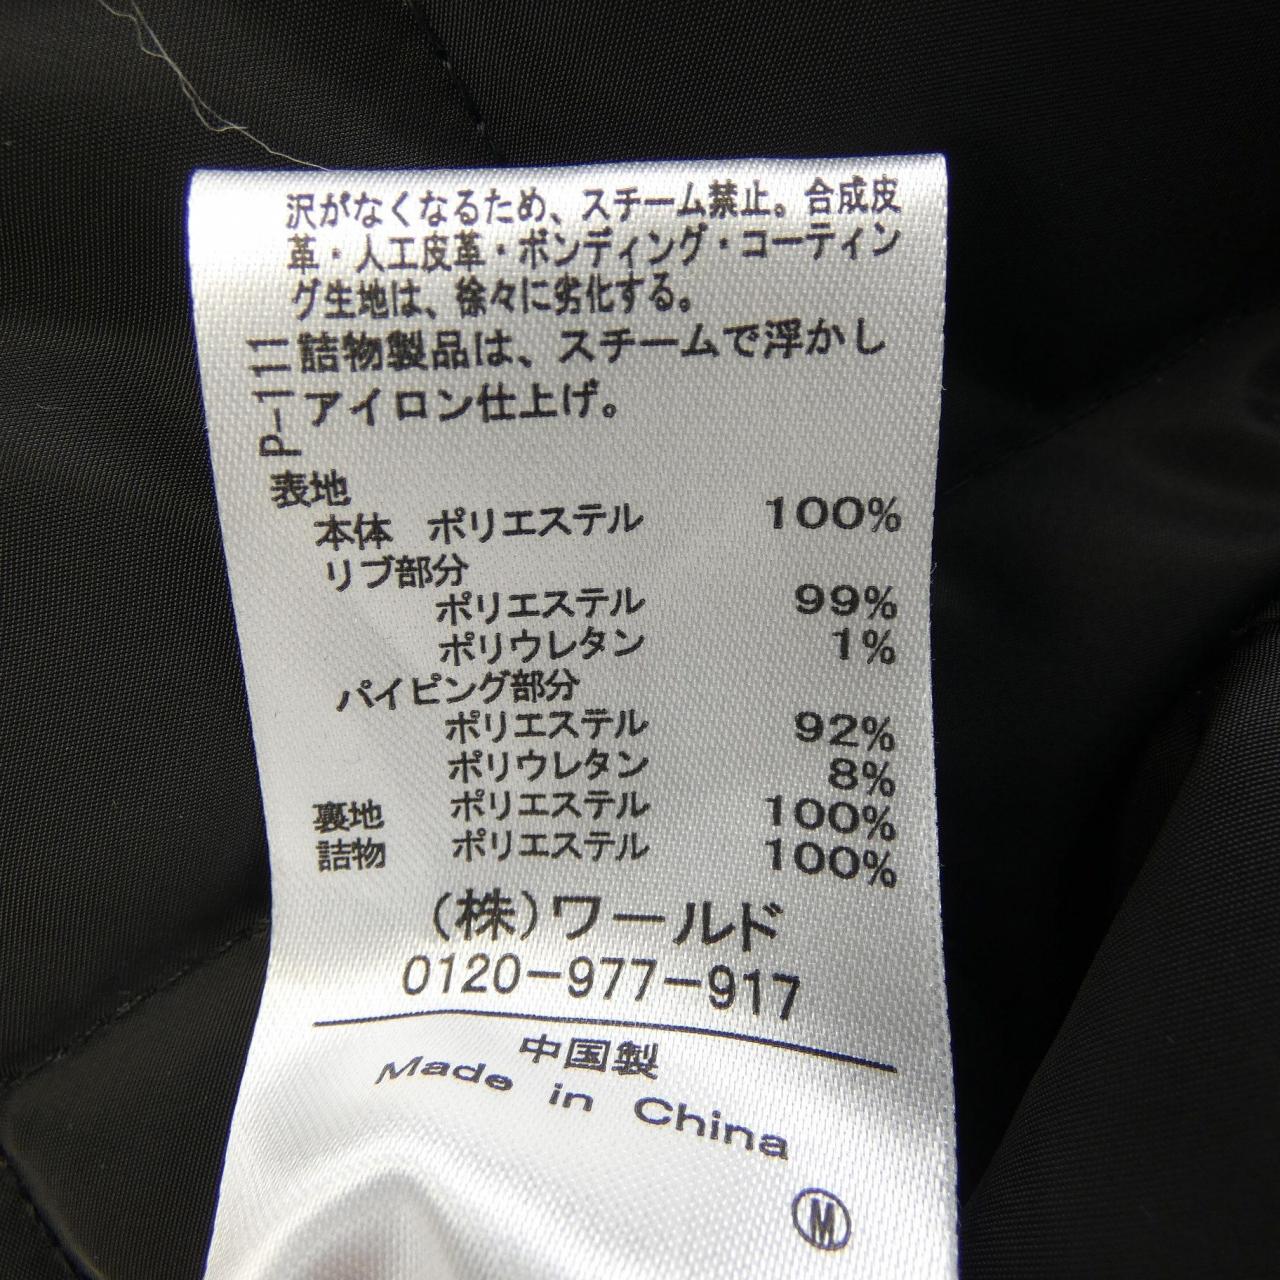 沢がなくなるため、スチーム禁止。合成皮
革・人工皮革・ボンディング・コーティン
グ生地は、徐々に劣化する。
P-111
詰物製品は、スチームで浮かし
アイロン仕上げ。
表地
本体 ポリエステル 100%
リブ部分
ポリエステル 99%
ポリウレタン 1%
パイピング部分
ポリエステル 92%
ポリウレタン 8%
裏地 ポリエステル 100%
詰物 ポリエステル 100%
(株)ワールド
0120-977-917
中国製
Made in China
M